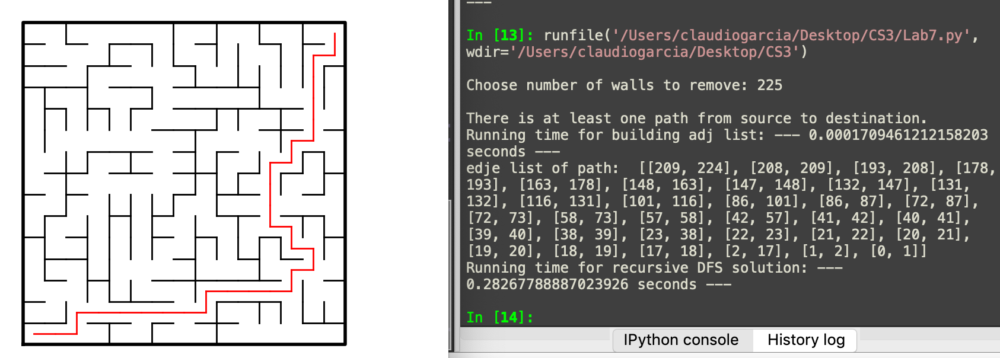 ---
In [13]: runfile('/Users/claudiogarcia/Desktop/CS3/Lab7.py',
wdir='/Users/claudiogarcia/Desktop/CS3')
Choose number of walls to remove: 225
There is at least one path from source to destination.
Running time for building adj list: --- 0.0001709461212158203
seconds ---
edje list of path:  [[209, 224], [208, 209], [193, 208], [178,
193], [163, 178], [148, 163], [147, 148], [132, 147], [131,
132], [116, 131], [101, 116], [86, 101], [86, 87], [72, 87],
[72, 73], [58, 73], [57, 58], [42, 57], [41, 42], [40, 41],
[39, 40], [38, 39], [23, 38], [22, 23], [21, 22], [20, 21],
[19, 20], [18, 19], [17, 18], [2, 17], [1, 2], [0, 1]]
Running time for recursive DFS solution: ---
0.28267788887023926 seconds ---
In [14]:
IPython console History log